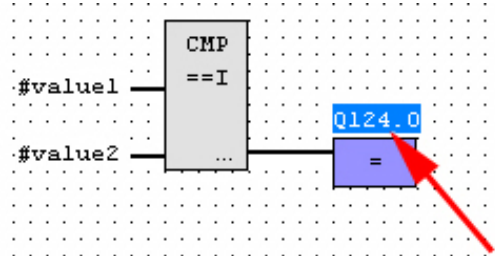 CMP
==I
#value1
Q124.0
#value2
...
=